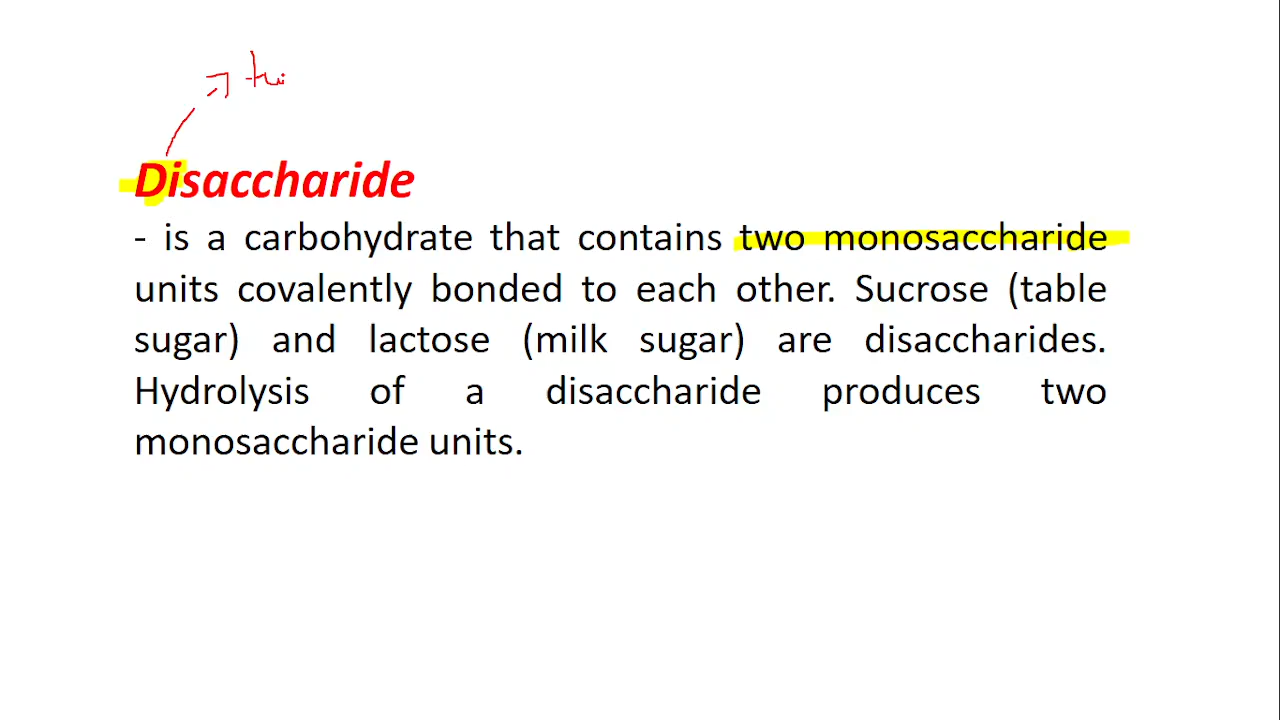 Disaccharide
- is a carbohydrate that contains two monosaccharide
units covalently bonded to each other. Sucrose (table
sugar) and lactose (milk sugar) are disaccharides.
Hydrolysis of a disaccharide produces two
monosaccharide units.